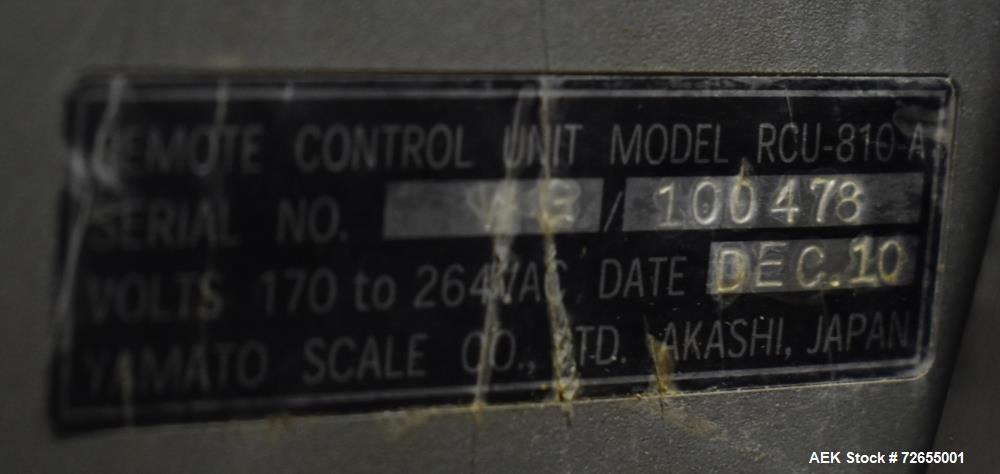 REMOTE CONTROL UNIT MODEL RCU-810-A
SERIAL NO. / 100478
VOLTS 170 to 264VAC DATE DEC.10
YAMATO SCALE CO., LTD. AKASHI, JAPAN
AEK Stock # 72655001